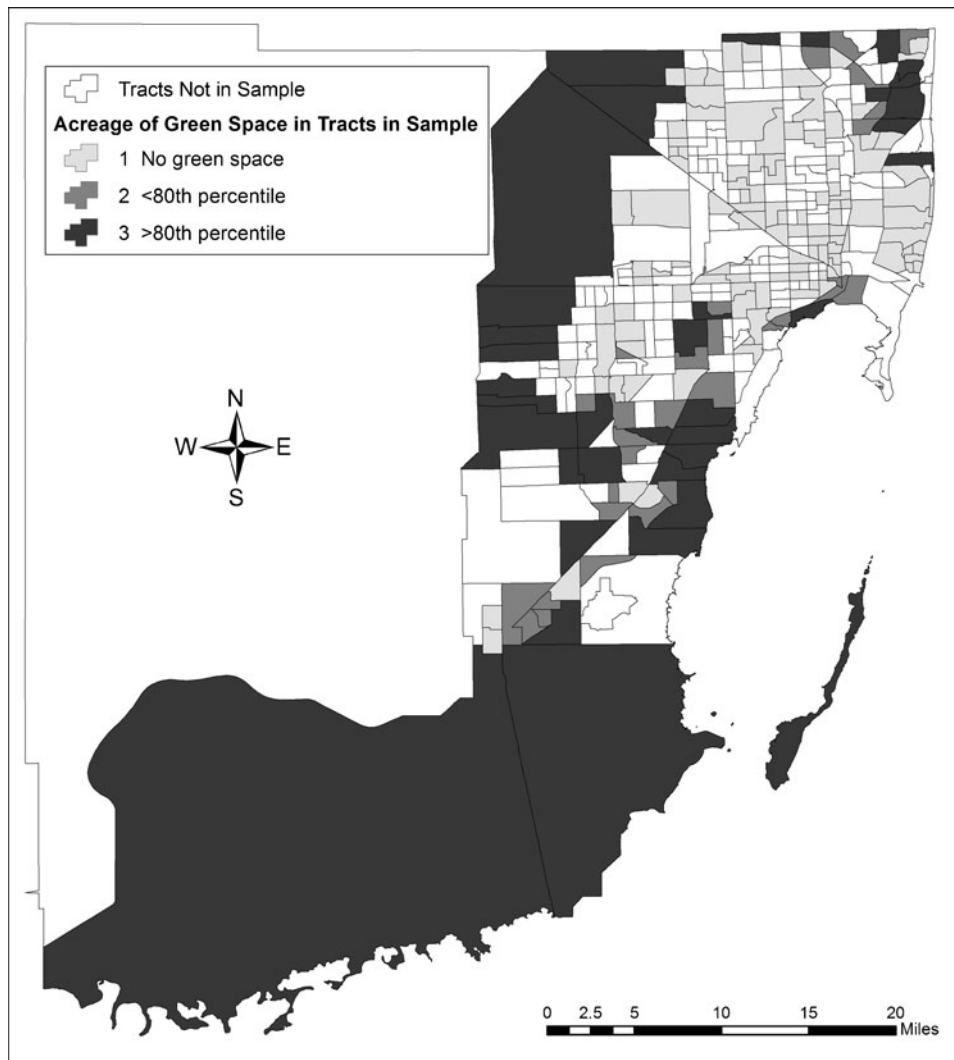 Tracts Not in Sample
Acreage of Green Space in Tracts in Sample
1 No green space
2 <80th percentile
3 >80th percentile
N
W E
S
0 2.5 5 10 15 20
Miles